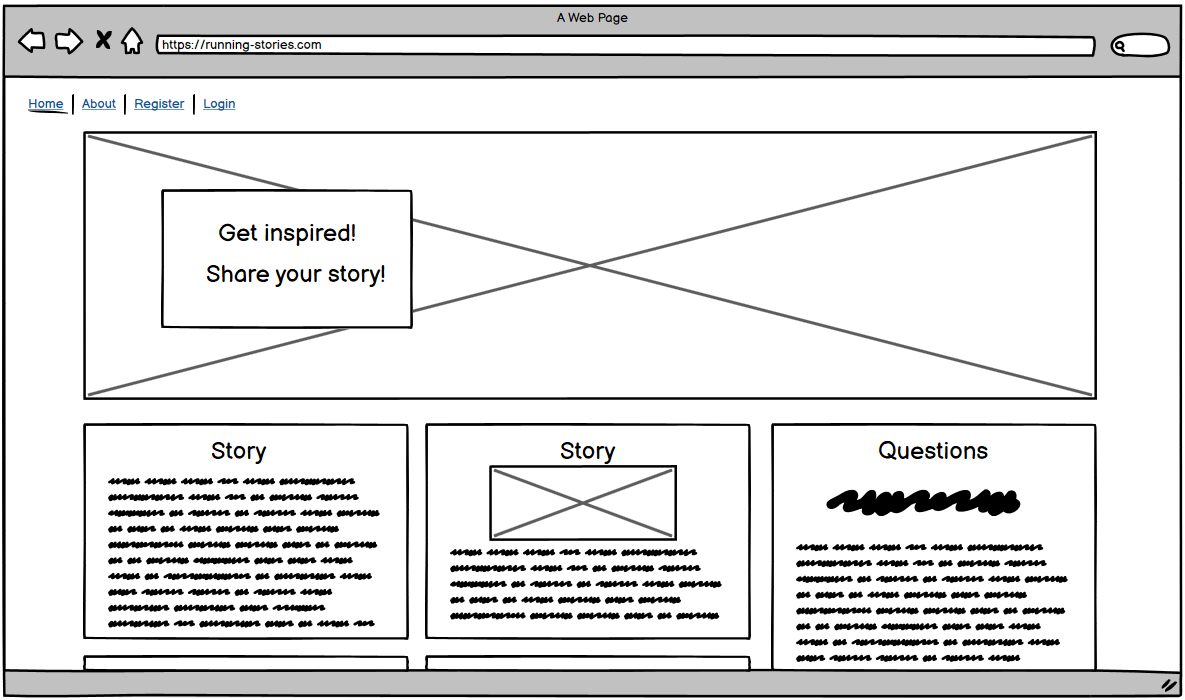 A Web Page
https://running-stories.com
Home About Register Login
Get inspired!
Share your story!
Story
Story
Questions